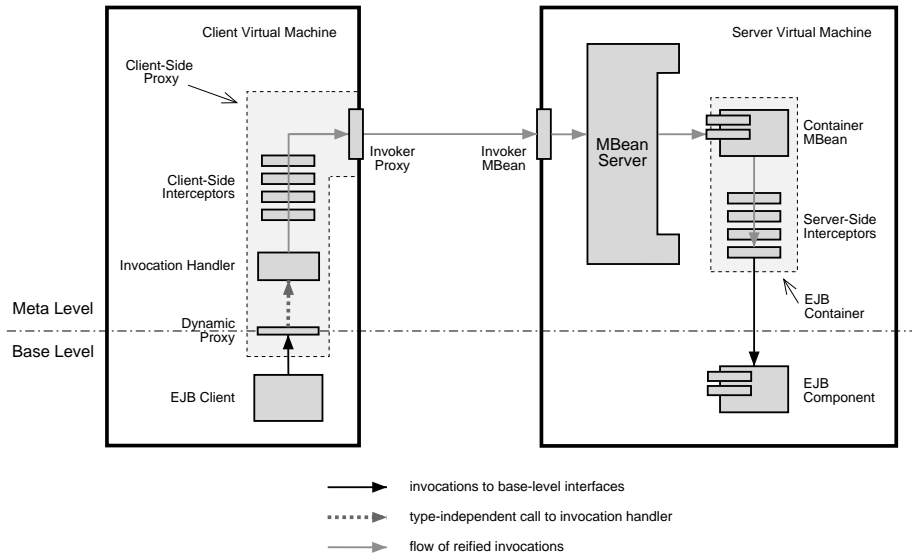 Client Virtual Machine
Server Virtual Machine
Client-Side
Proxy
Invoker
Proxy
Invoker
MBean
MBean
Server
Container
MBean
Client-Side
Interceptors
Server-Side
Interceptors
Invocation Handler
EJB
Container
Meta Level
Dynamic
Proxy
Base Level
EJB Client
EJB
Component
invocations to base-level interfaces
type-independent call to invocation handler
flow of reified invocations